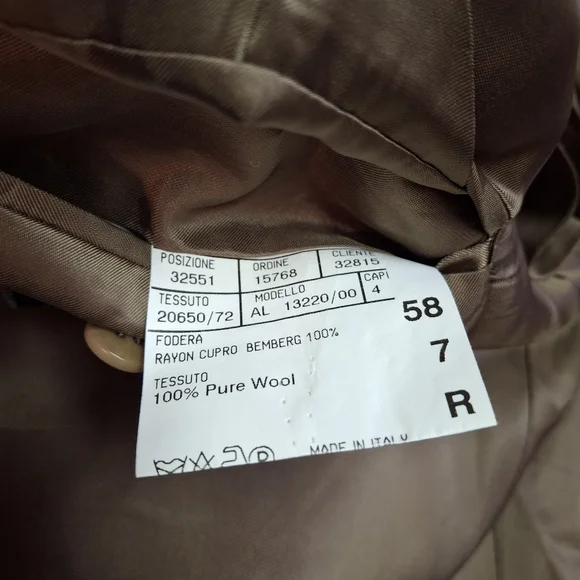 POSIZIONE ORDINE CLIENTE
32551 15768 32815
TESSUTO MODELLO CAPI
20650/72 AL 13220/00 4
58
FODERA
RAYON CUPRO BEMBERG 100%
7
TESSUTO
100% Pure Wool
R
MADE IN ITALY
P